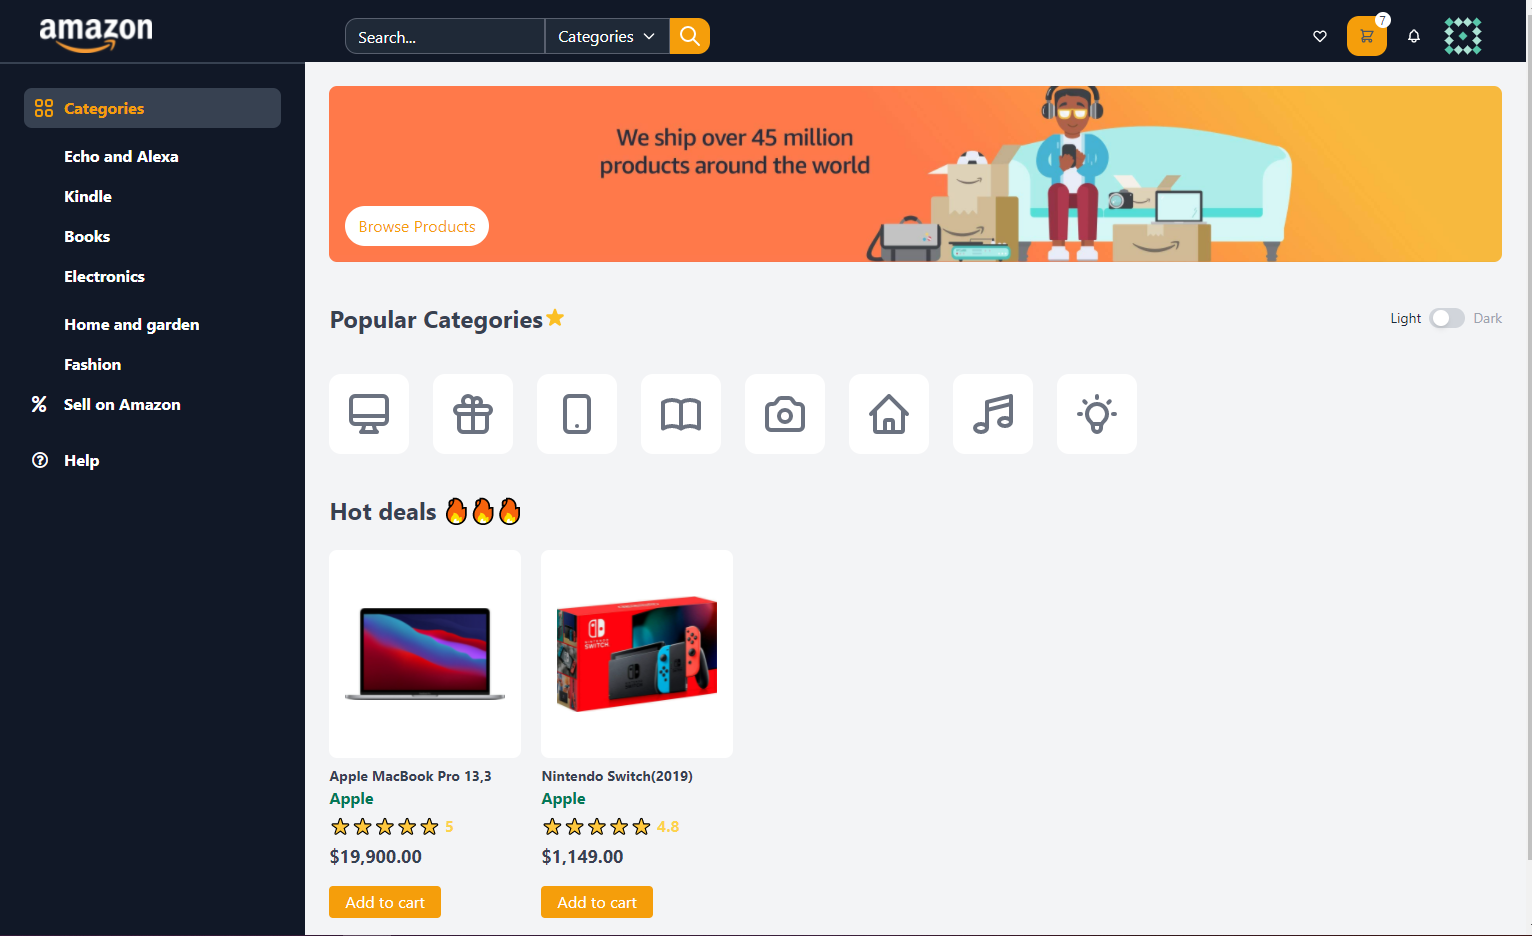 amazon
Search...
Categories
7
Categories
Echo and Alexa
Kindle
Books
Electronics
Home and garden
Fashion
Sell on Amazon
Help
We ship over 45 million
products around the world
Browse Products
Popular Categories
Light
Dark
Hot deals
NINTENDO
SWITCH
Apple MacBook Pro 13,3
Apple
5
$19,900.00
Add to cart
Nintendo Switch(2019)
Apple
4.8
$1,149.00
Add to cart